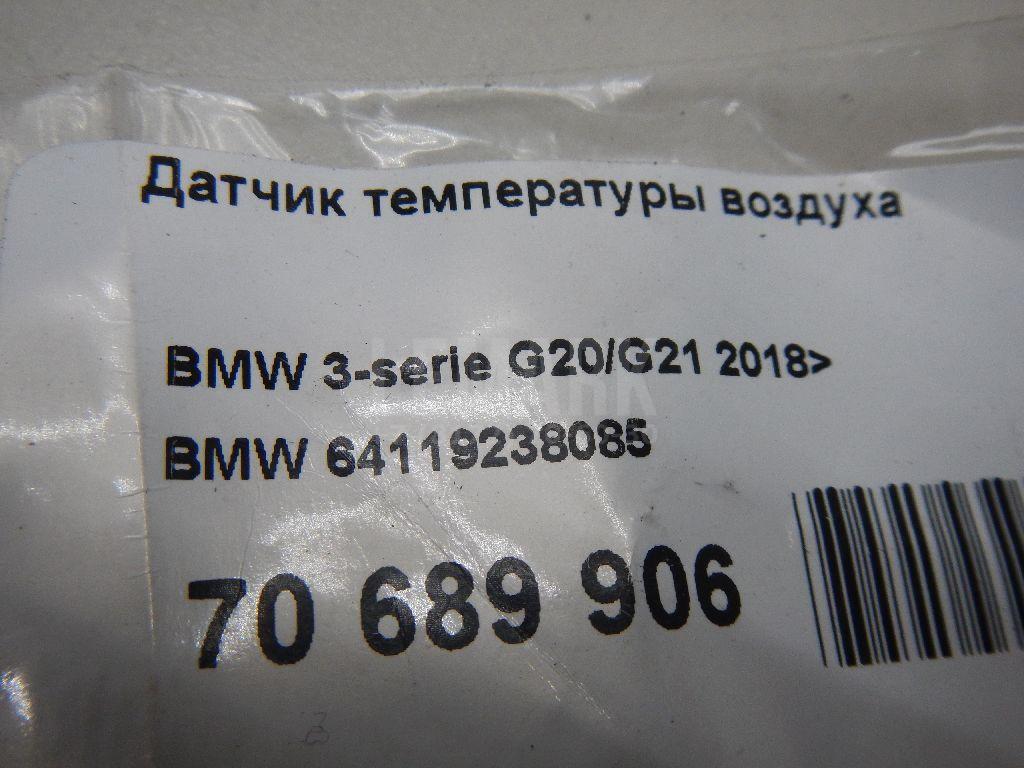 Датчик температуры воздуха
BMW 3-serie G20/G21 2018>
BMW 64119238085
70 689 906